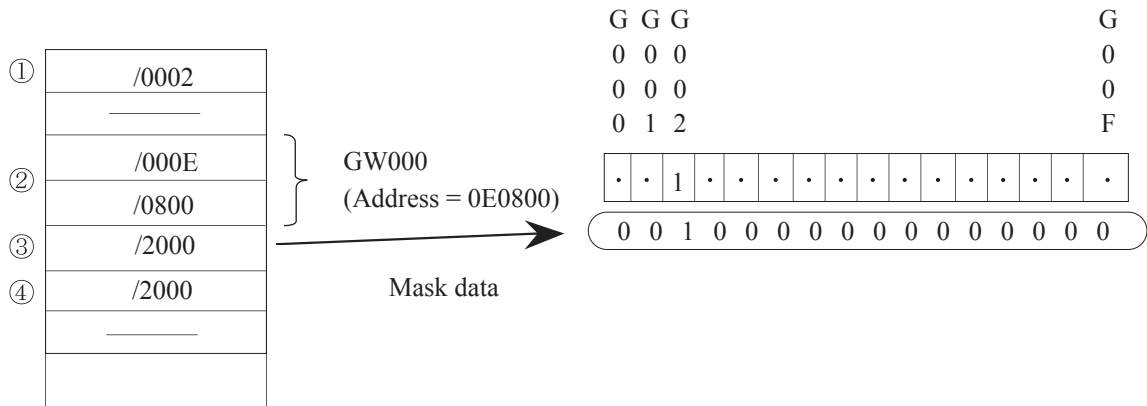 G G G G
0 0 0 0
0 0 0 0
0 1 2 F
① /0002
② /000E
/0800
③ /2000
④ /2000
GW000
(Address = 0E0800)
Mask data
· · 1 · · · · · · · · · · · · ·
0 0 1 0 0 0 0 0 0 0 0 0 0 0 0